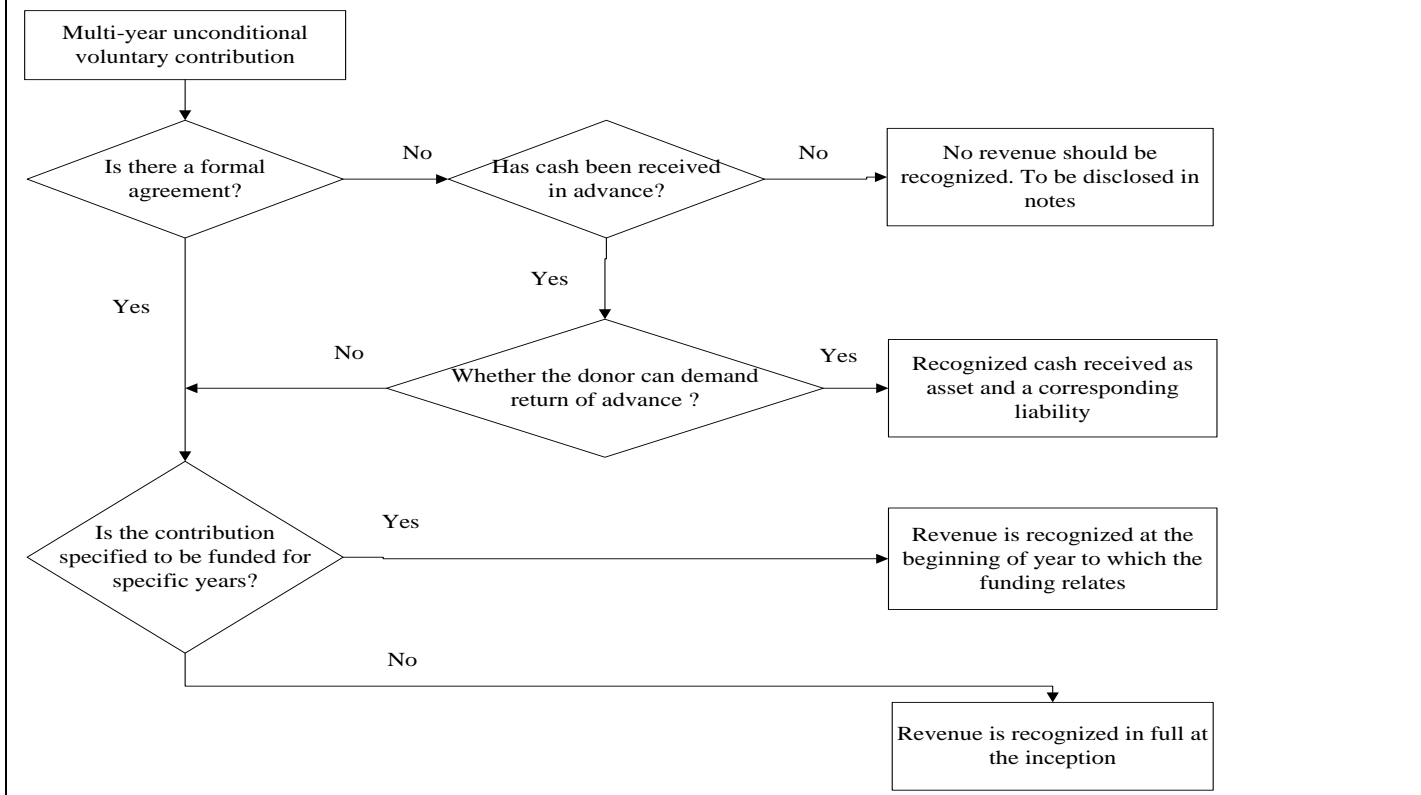 Multi-year unconditional
voluntary contribution
Is there a formal
agreement?
No
Has cash been received
in advance?
No
No revenue should be
recognized. To be disclosed in
notes
Yes
Yes
No
Whether the donor can demand
return of advance ?
Yes
Recognized cash received as
asset and a corresponding
liability
Is the contribution
specified to be funded for
specific years?
Yes
Revenue is recognized at the
beginning of year to which the
funding relates
No
Revenue is recognized in full at
the inception